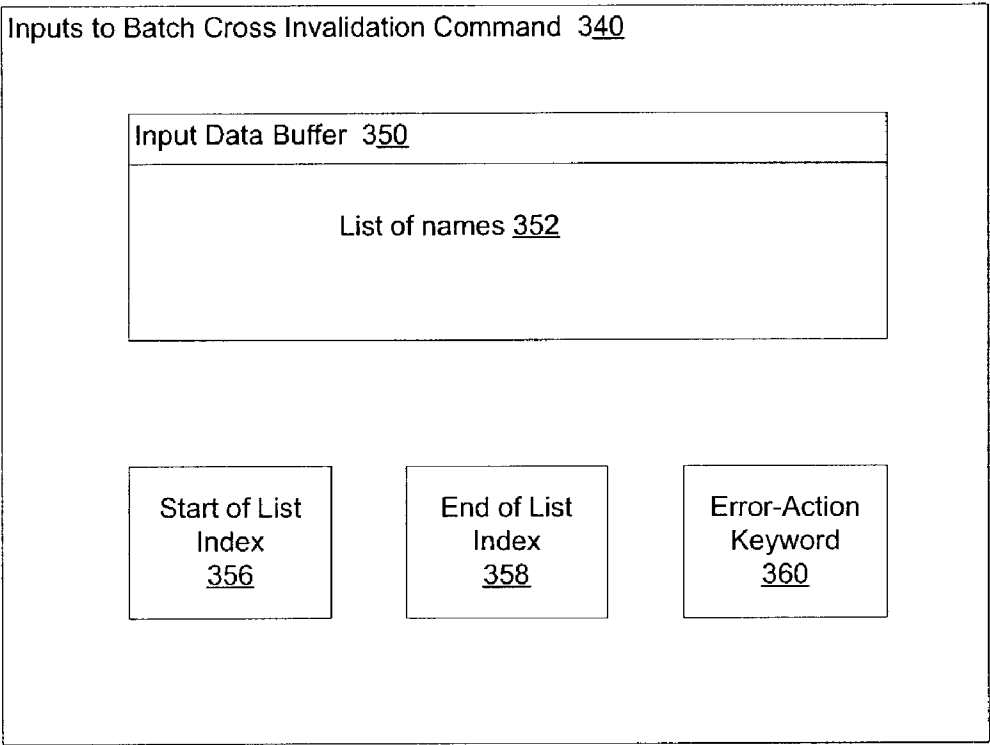 Inputs to Batch Cross Invalidation Command 340
Input Data Buffer 350
List of names 352
Start of List
Index
356
End of List
Index
358
Error-Action
Keyword
360